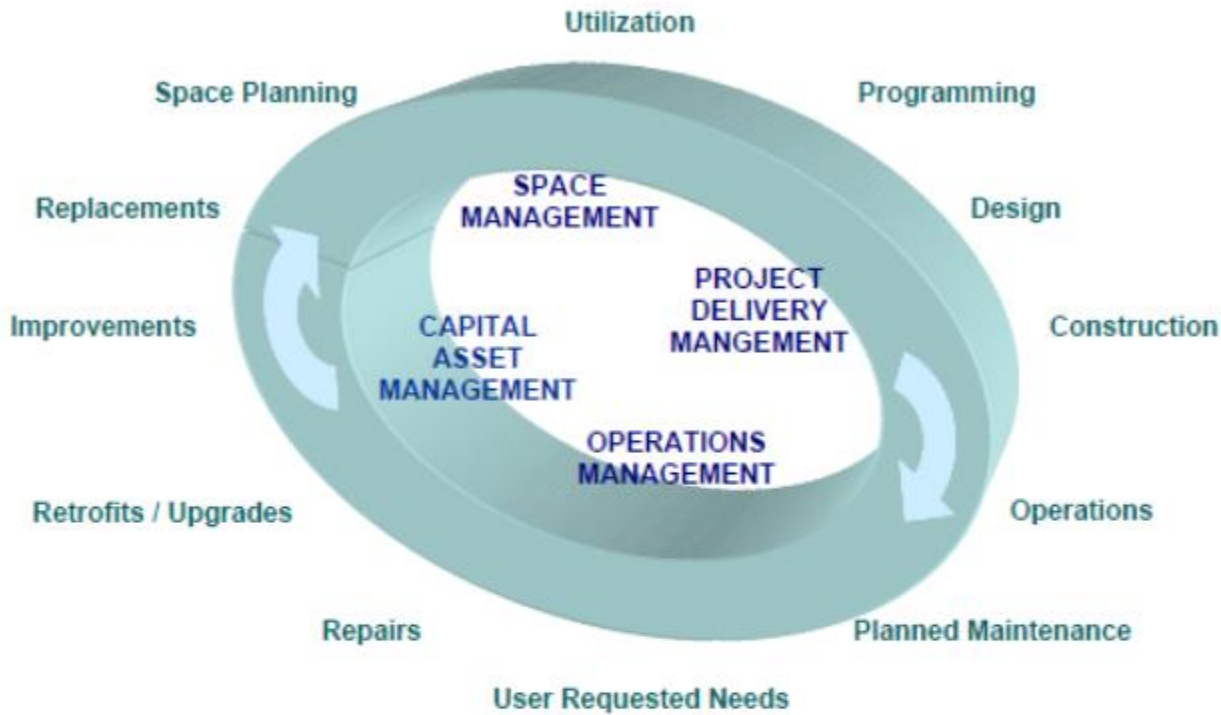 Utilization
Space Planning
Programming
Replacements
SPACE
MANAGEMENT
Design
Improvements
PROJECT
DELIVERY
MANGEMENT
Construction
CAPITAL
ASSET
MANAGEMENT
OPERATIONS
MANAGEMENT
Retrofits / Upgrades
Operations
Repairs
Planned Maintenance
User Requested Needs